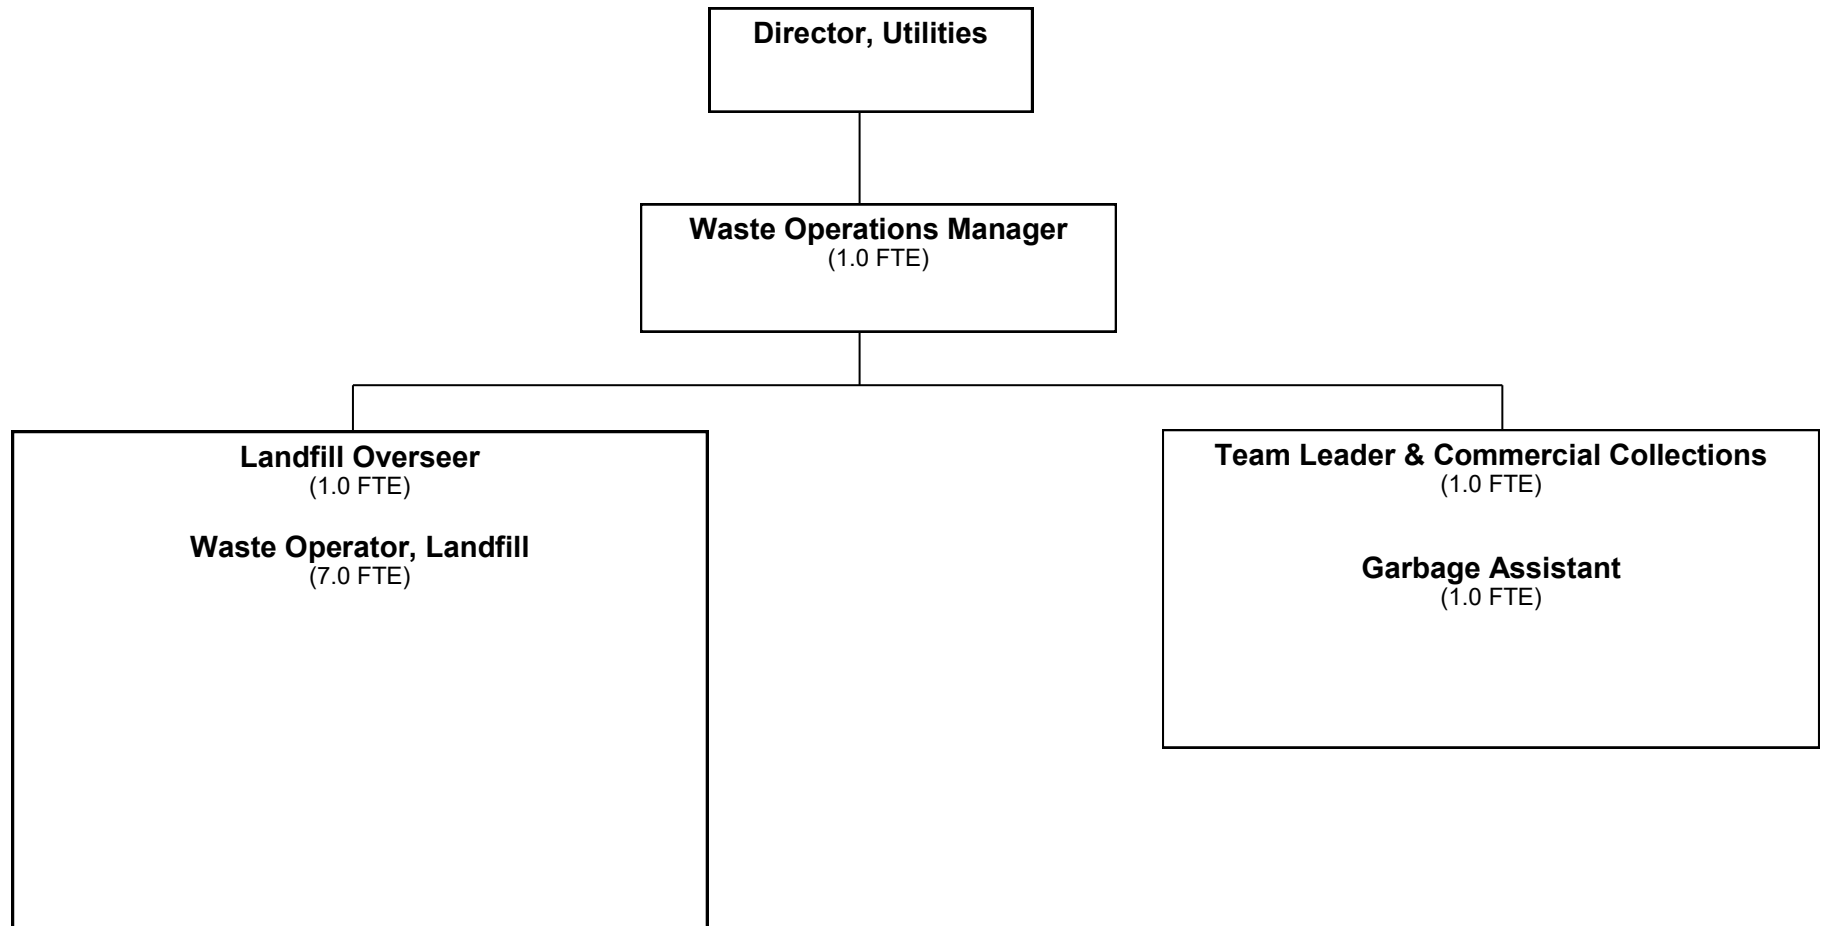 Director, Utilities
Waste Operations Manager
(1.0 FTE)
Landfill Overseer
(1.0 FTE)
Waste Operator, Landfill
(7.0 FTE)
Team Leader & Commercial Collections
(1.0 FTE)
Garbage Assistant
(1.0 FTE)